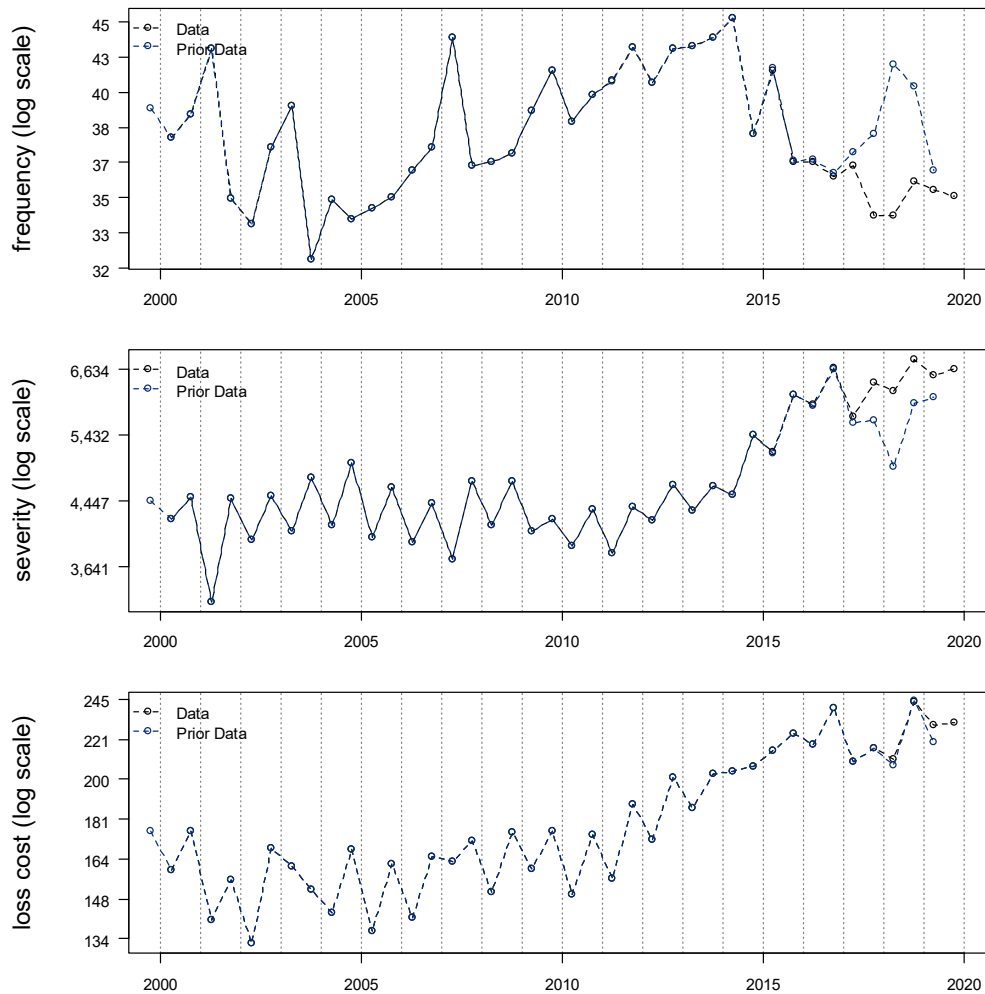 frequency (log scale)
45
43
40
38
37
35
33
32
Data
Prior Data
2000 2005 2010 2015 2020
severity (log scale)
6,634
5,432
4,447
3,641
Data
Prior Data
2000 2005 2010 2015 2020
loss cost (log scale)
245
221
200
181
164
148
134
Data
Prior Data
2000 2005 2010 2015 2020